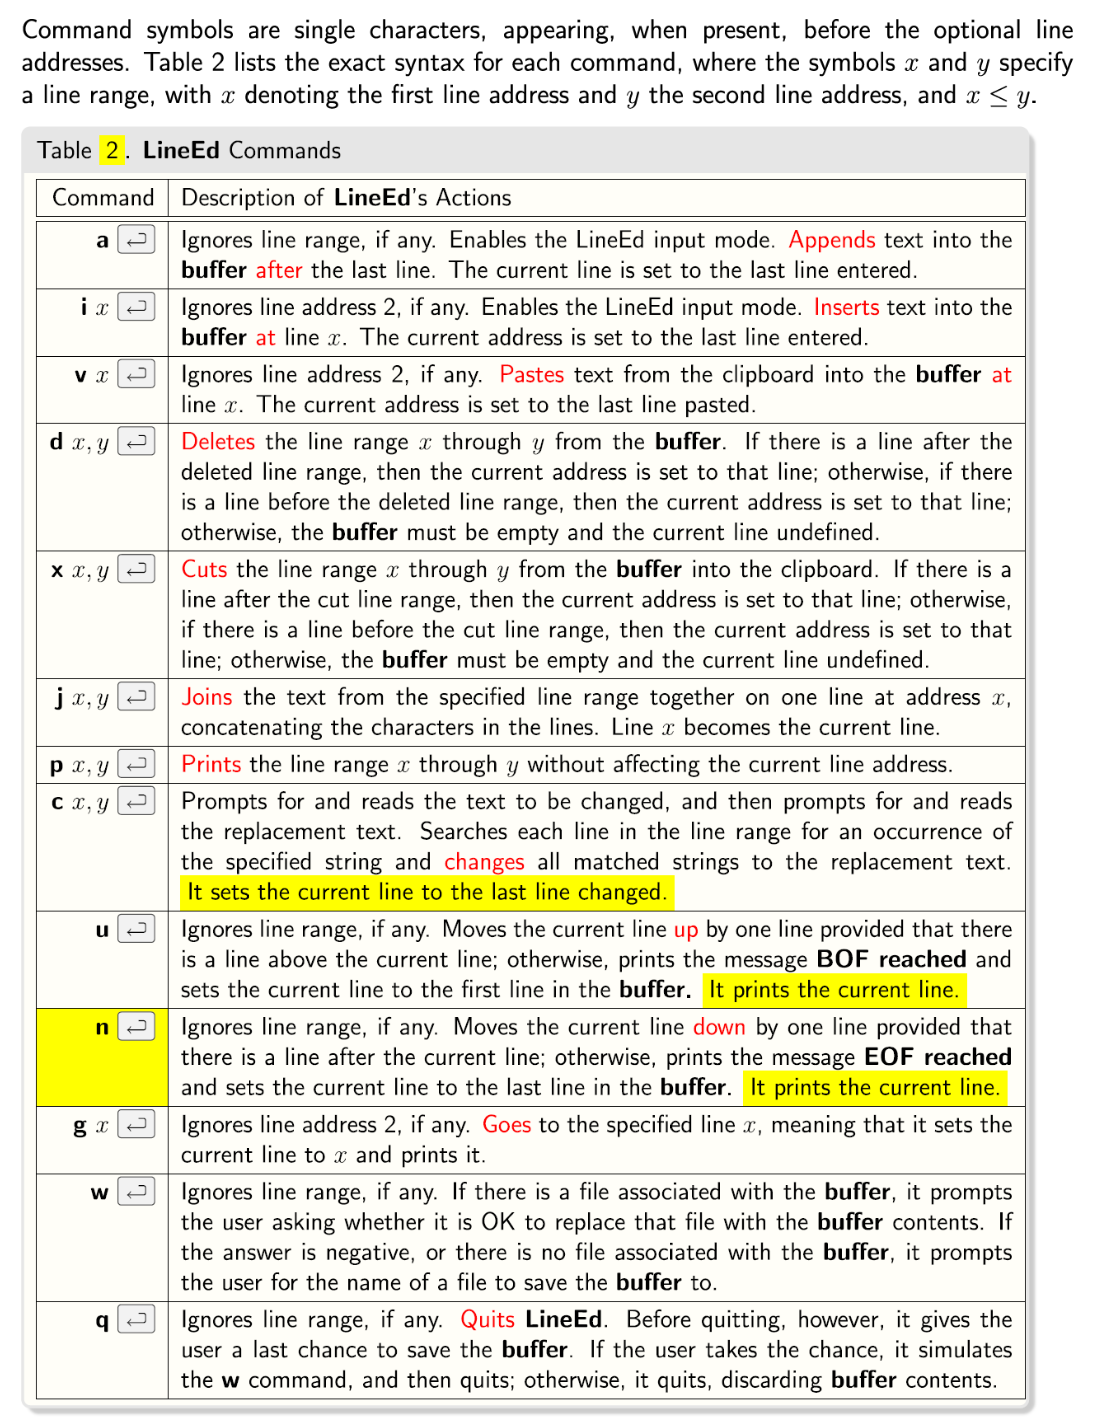 Command symbols are single characters, appearing, when present, before the optional line
addresses. Table 2 lists the exact syntax for each command, where the symbols x and y specify
a line range, with x denoting the first line address and y the second line address, and x ≤ y.
Table 2. LineEd Commands
Command Description of LineEd's Actions
a ↵ Ignores line range, if any. Enables the LineEd input mode. Appends text into the
buffer after the last line. The current line is set to the last line entered.
i x ↵ Ignores line address 2, if any. Enables the LineEd input mode. Inserts text into the
buffer at line x. The current address is set to the last line entered.
v x ↵ Ignores line address 2, if any. Pastes text from the clipboard into the buffer at
line x. The current address is set to the last line pasted.
d x, y ↵ Deletes the line range x through y from the buffer. If there is a line after the
deleted line range, then the current address is set to that line; otherwise, if there
is a line before the deleted line range, then the current address is set to that line;
otherwise, the buffer must be empty and the current line undefined.
x x, y ↵ Cuts the line range x through y from the buffer into the clipboard. If there is a
line after the cut line range, then the current address is set to that line; otherwise,
if there is a line before the cut line range, then the current address is set to that
line; otherwise, the buffer must be empty and the current line undefined.
j x, y ↵ Joins the text from the specified line range together on one line at address x,
concatenating the characters in the lines. Line x becomes the current line.
p x, y ↵ Prints the line range x through y without affecting the current line address.
c x, y ↵ Prompts for and reads the text to be changed, and then prompts for and reads
the replacement text. Searches each line in the line range for an occurrence of
the specified string and changes all matched strings to the replacement text.
It sets the current line to the last line changed.
u ↵ Ignores line range, if any. Moves the current line up by one line provided that there
is a line above the current line; otherwise, prints the message BOF reached and
sets the current line to the first line in the buffer. It prints the current line.
n ↵ Ignores line range, if any. Moves the current line down by one line provided that
there is a line after the current line; otherwise, prints the message EOF reached
and sets the current line to the last line in the buffer. It prints the current line.
g x ↵ Ignores line address 2, if any. Goes to the specified line x, meaning that it sets the
current line to x and prints it.
w ↵ Ignores line range, if any. If there is a file associated with the buffer, it prompts
the user asking whether it is OK to replace that file with the buffer contents. If
the answer is negative, or there is no file associated with the buffer, it prompts
the user for the name of a file to save the buffer to.
q ↵ Ignores line range, if any. Quits LineEd. Before quitting, however, it gives the
user a last chance to save the buffer. If the user takes the chance, it simulates
the w command, and then quits; otherwise, it quits, discarding buffer contents.